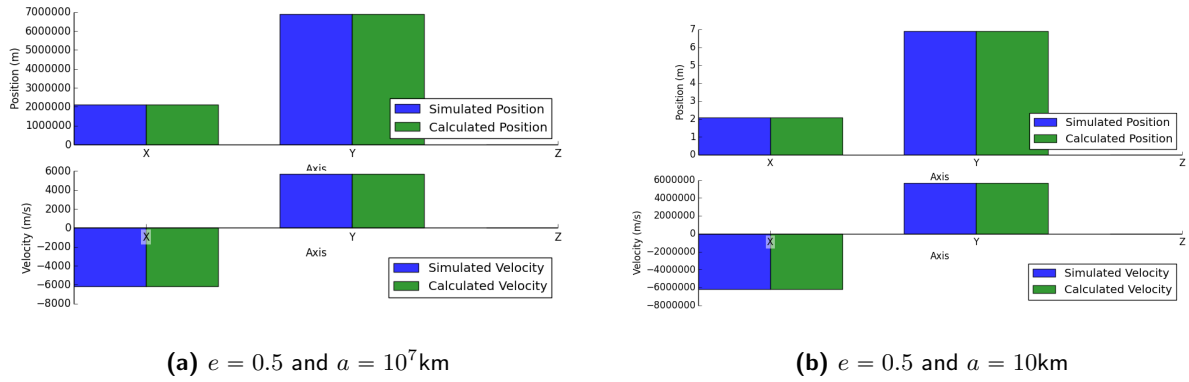 7000000
6000000
5000000
4000000
3000000
2000000
1000000
0
Position (m)
Simulated Position
Calculated Position
X Y Z
Axis
6000
4000
2000
0
−2000
−4000
−6000
−8000
Velocity (m/s)
X Y Z
Axis
Simulated Velocity
Calculated Velocity
(a) e = 0.5 and a = 10⁷km
7
6
5
4
3
2
1
0
Position (m)
Simulated Position
Calculated Position
X Y Z
Axis
6000000
4000000
2000000
0
−2000000
−4000000
−6000000
−8000000
Velocity (m/s)
X Y Z
Axis
Simulated Velocity
Calculated Velocity
(b) e = 0.5 and a = 10km